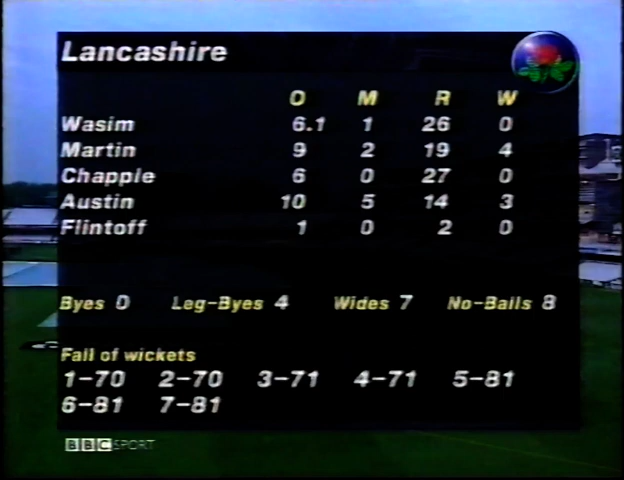 Lancashire
O M R W
Wasim 6.1 1 26 0
Martin 9 2 19 4
Chapple 6 0 27 0
Austin 10 5 14 3
Flintoff 1 0 2 0
Byes 0 Leg-Byes 4 Wides 7 No-Balls 8
Fall of wickets
1-70 2-70 3-71 4-71 5-81
6-81 7-81
BBC SPORT